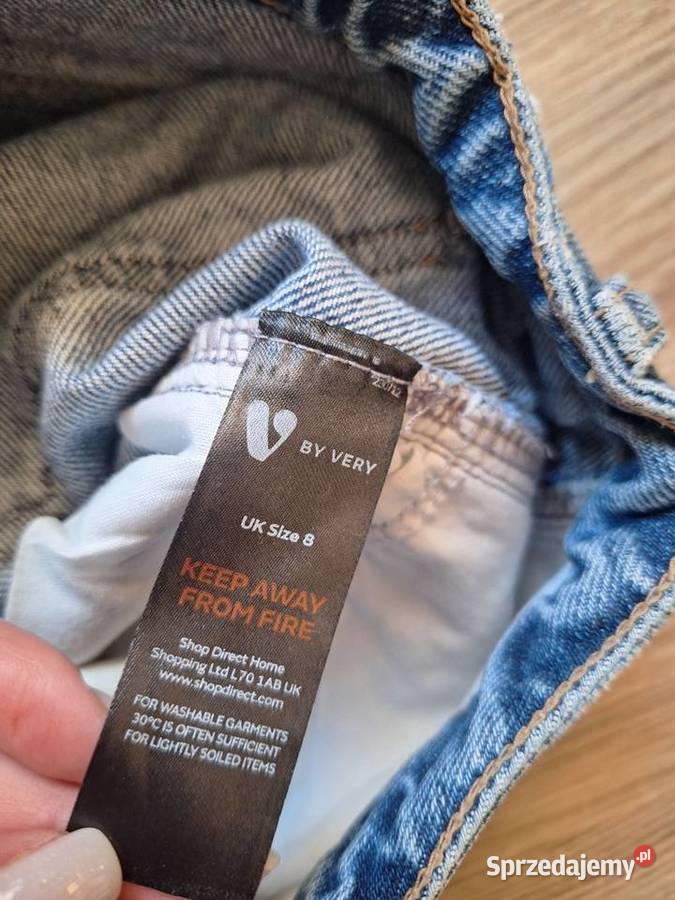 V BY VERY
UK Size 8
KEEP AWAY
FROM FIRE
Shop Direct Home
Shopping Ltd L70 1AB UK
www.shopdirect.com
FOR WASHABLE GARMENTS
30°C IS OFTEN SUFFICIENT
FOR LIGHTLY SOILED ITEMS
Sprzedajemy.pl